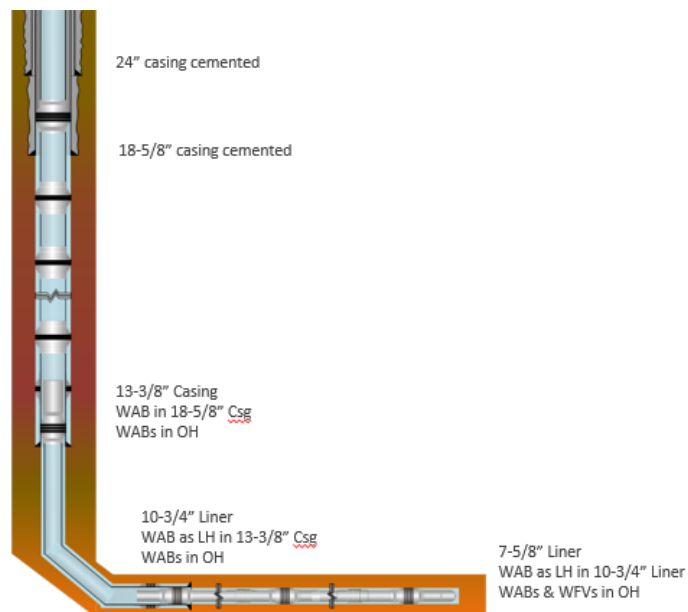 24” casing cemented
18-5/8” casing cemented
13-3/8” Casing
WAB in 18-5/8” Csg
WABs in OH
10-3/4” Liner
WAB as LH in 13-3/8” Csg
WABs in OH
7-5/8” Liner
WAB as LH in 10-3/4” Liner
WABs & WFVs in OH